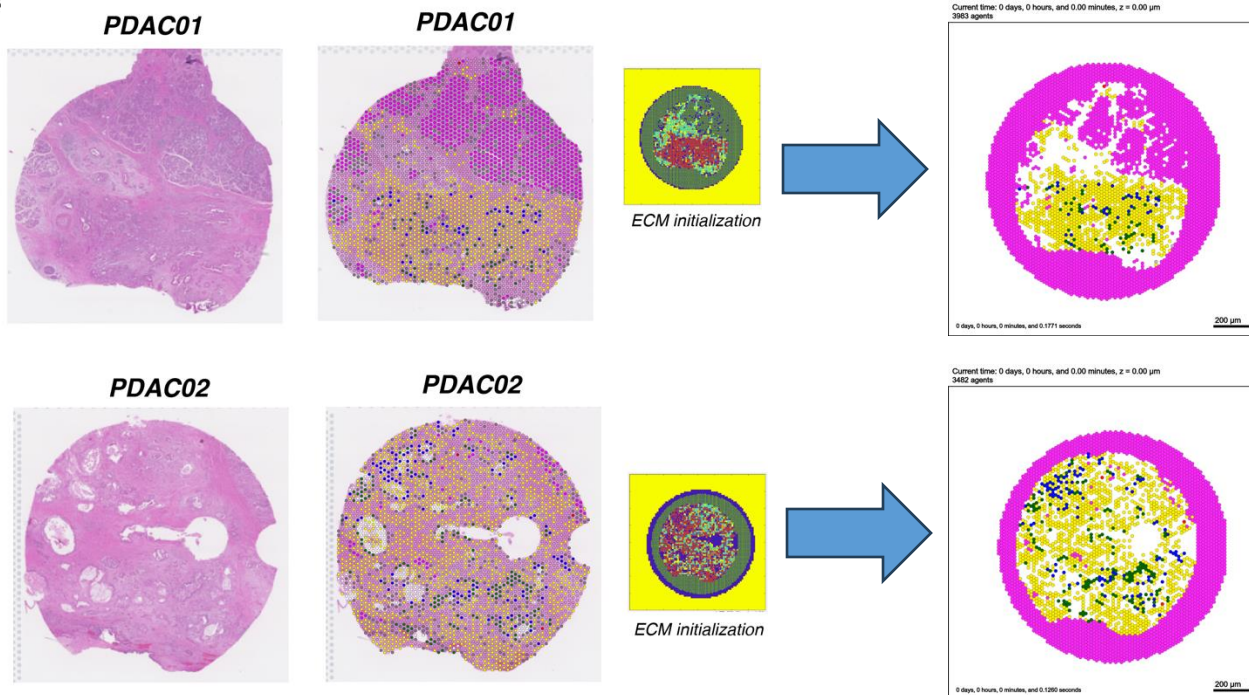 PDAC01
PDAC01
ECM initialization
Current time: 0 days, 0 hours, and 0.00 minutes, z = 0.00 μm
3983 agents
0 days, 0 hours, 0 minutes, and 0.1771 seconds
200 μm
PDAC02
PDAC02
ECM initialization
Current time: 0 days, 0 hours, and 0.00 minutes, z = 0.00 μm
3482 agents
0 days, 0 hours, 0 minutes, and 0.1260 seconds
200 μm